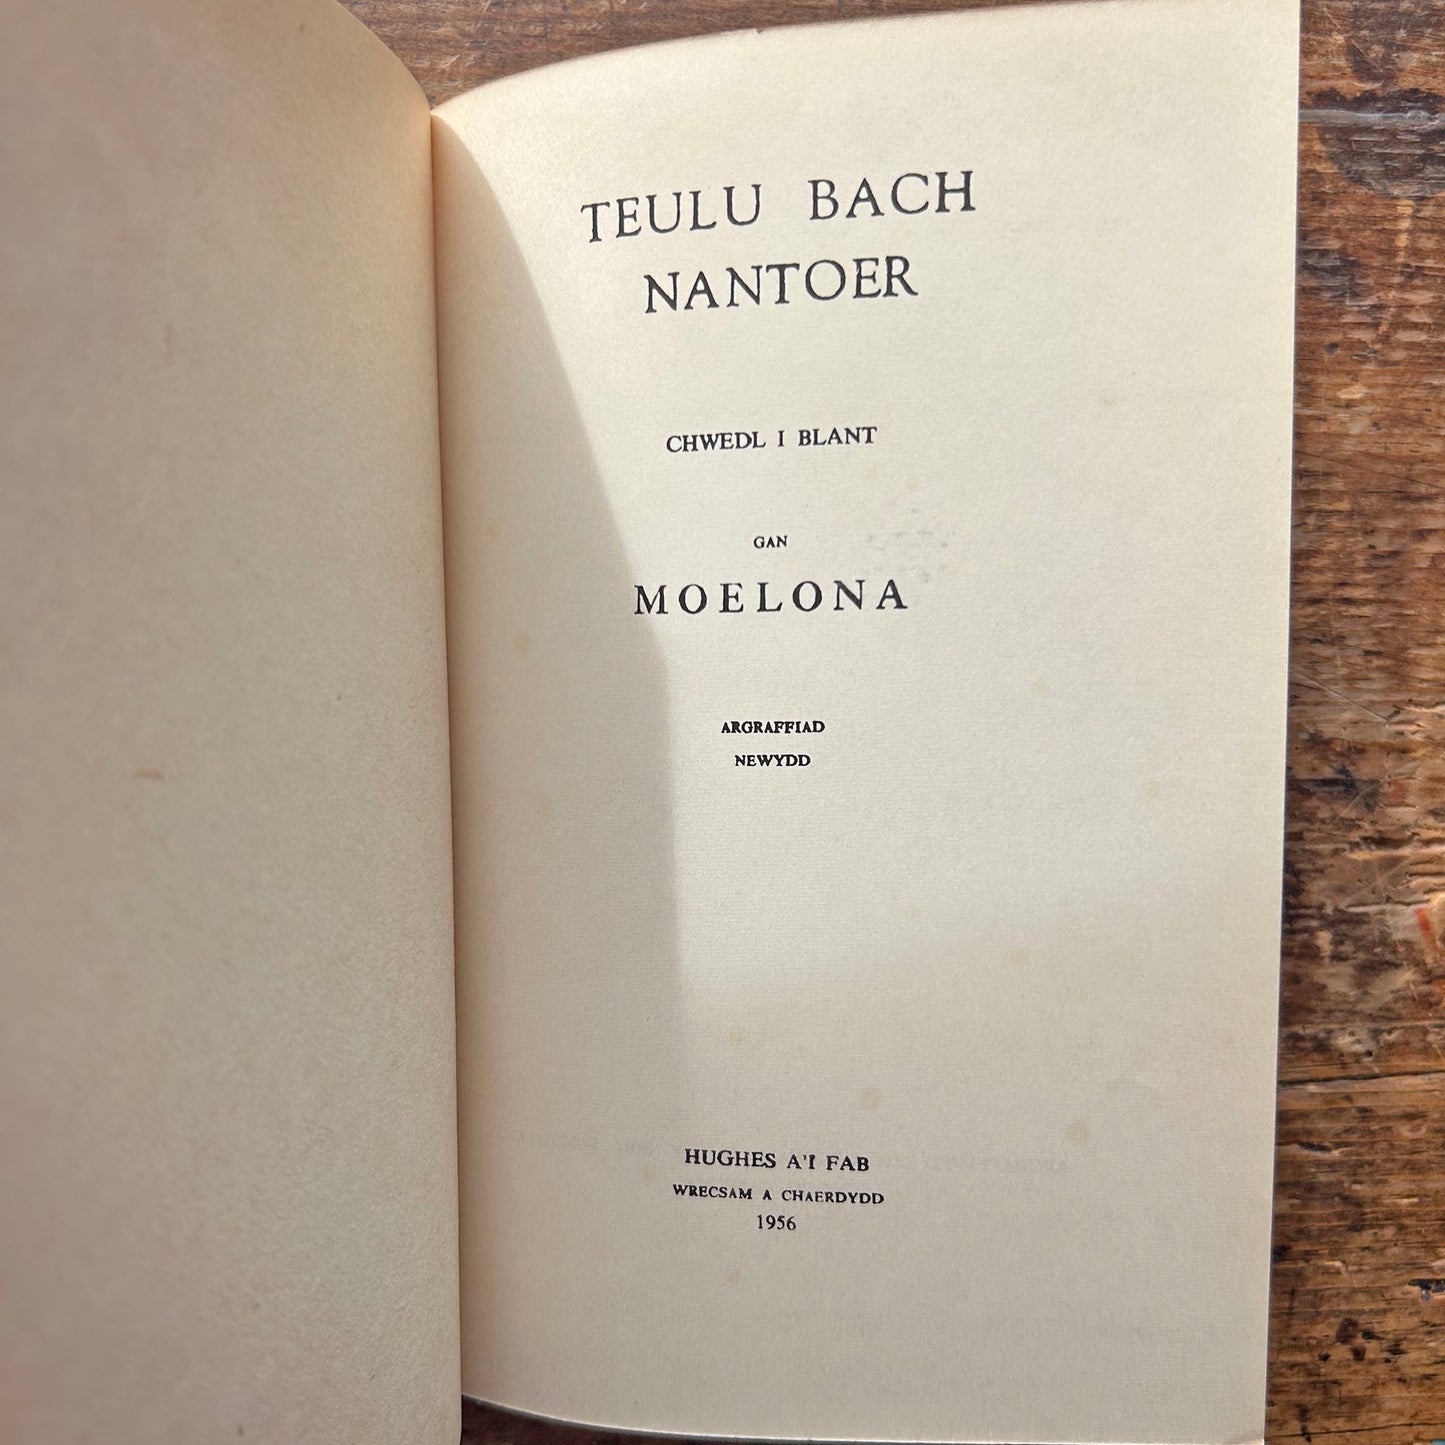 TEULU BACH
NANTOER
CHWEDL I BLANT
GAN
MOELONA
ARGRAFFIAD
NEWYDD
HUGHES A'I FAB
WRECSAM A CHAERDYDD
1956